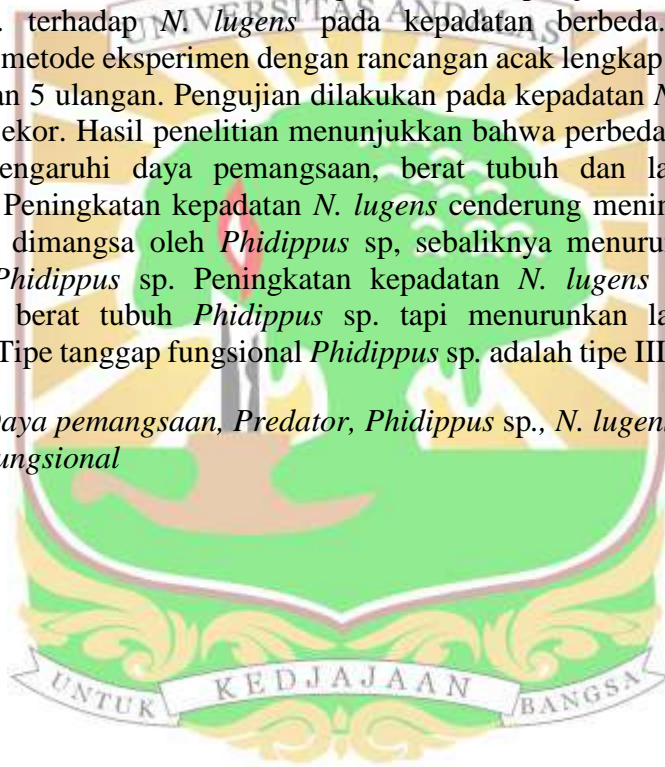 . terhadap N. lugens pada kepadatan berbeda.
UNIVERSITAS ANDALAS
metode eksperimen dengan rancangan acak lengkap
an 5 ulangan. Pengujian dilakukan pada kepadatan N
ekor. Hasil penelitian menunjukkan bahwa perbeda
engaruhi daya pemangsaan, berat tubuh dan la
Peningkatan kepadatan N. lugens cenderung menin
dimangsa oleh Phidippus sp, sebaliknya menuru
Phidippus sp. Peningkatan kepadatan N. lugens
berat tubuh Phidippus sp. tapi menurunkan la
Tipe tanggap fungsional Phidippus sp. adalah tipe III
Daya pemangsaan, Predator, Phidippus sp., N. lugens
ungsional
UNTUK KEDJAJAAN BANGSA